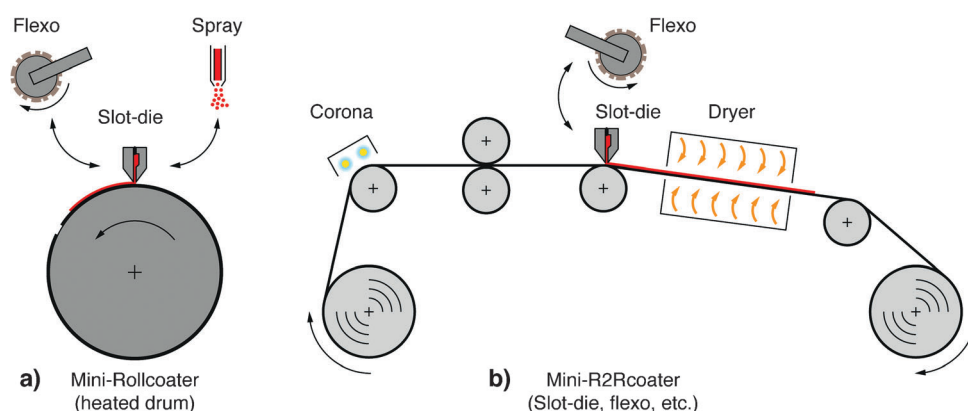 Flexo
Spray
Slot-die
a)
Mini-Rollcoater
(heated drum)
Flexo
Corona
Slot-die
Dryer
b)
Mini-R2Rcoater
(Slot-die, flexo, etc.)